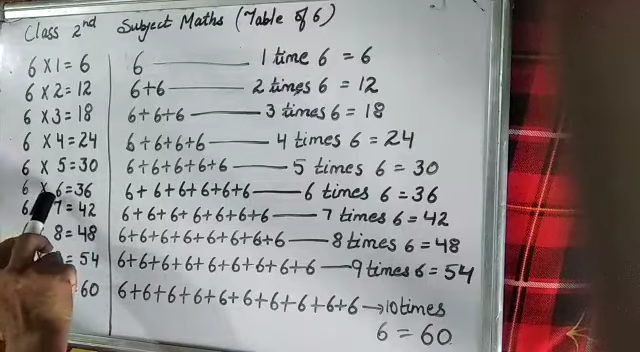 Class 2nd Subject Maths (Table of 6)
6 X 1 = 6 6 1 time 6 = 6
6 X 2 = 12 6+6 2 times 6 = 12
6 X 3 = 18 6+6+6 3 times 6 = 18
6 X 4 = 24 6+6+6+6 4 times 6 = 24
6 X 5 = 30 6+6+6+6+6 5 times 6 = 30
6 X 6 = 36 6+6+6+6+6+6 6 times 6 = 36
6 7 = 42 6+6+6+6+6+6+6 7 times 6 = 42
8 = 48 6+6+6+6+6+6+6+6 8 times 6 = 48
= 54 6+6+6+6+6+6+6+6+6 9 times 6 = 54
60 6+6+6+6+6+6+6+6+6+6 → 10 times
6 = 60